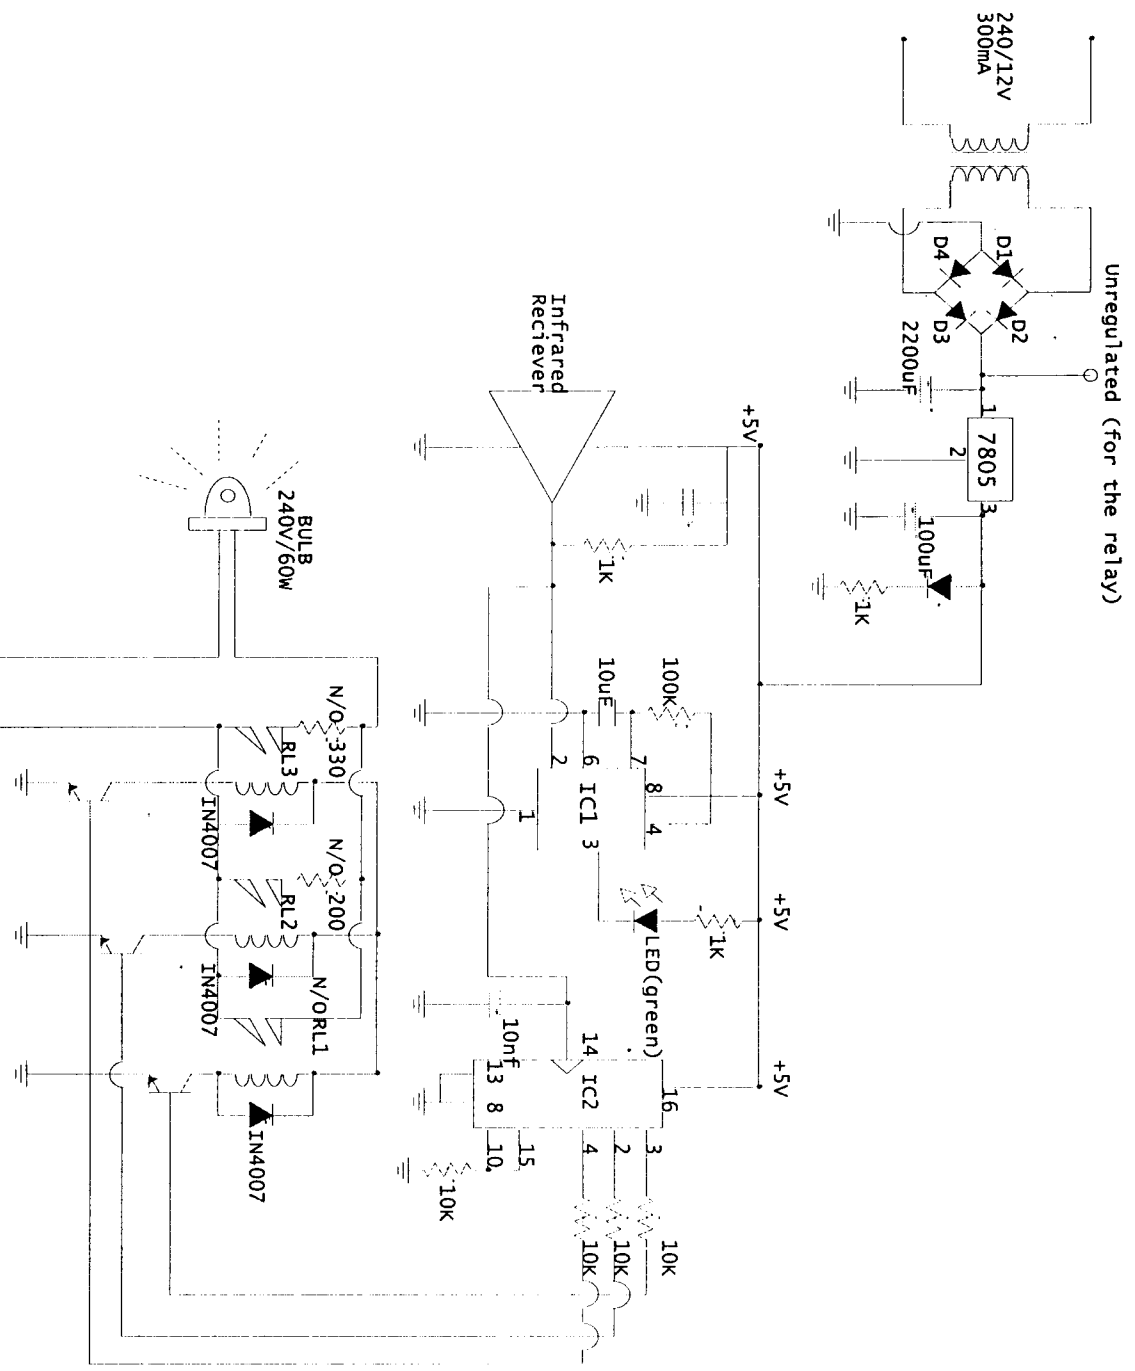 240/12V
300mA
Unregulated (for the relay)
D1
D2
D4
D3
2200uF
1
7805
3
2
100uF
1K
+5V
+5V
+5V
+5V
Infrared
Reciever
1K
100K
10uF
7
6
2
8
4
IC1
3
1
1K
LED(green)
10nf
14
IC2
16
13
8
3
2
4
15
10
10K
10K
10K
10K
BULB
240V/60W
N/O
330
RL3
IN4007
N/O
200
RL2
IN4007
N/O
RL1
IN4007